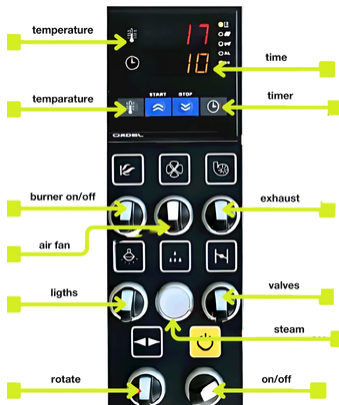 temperature
17
10
time
temparature
START STOP
timer
ORDEL
burner on/off
exhaust
air fan
ligths
valves
steam
rotate
on/off